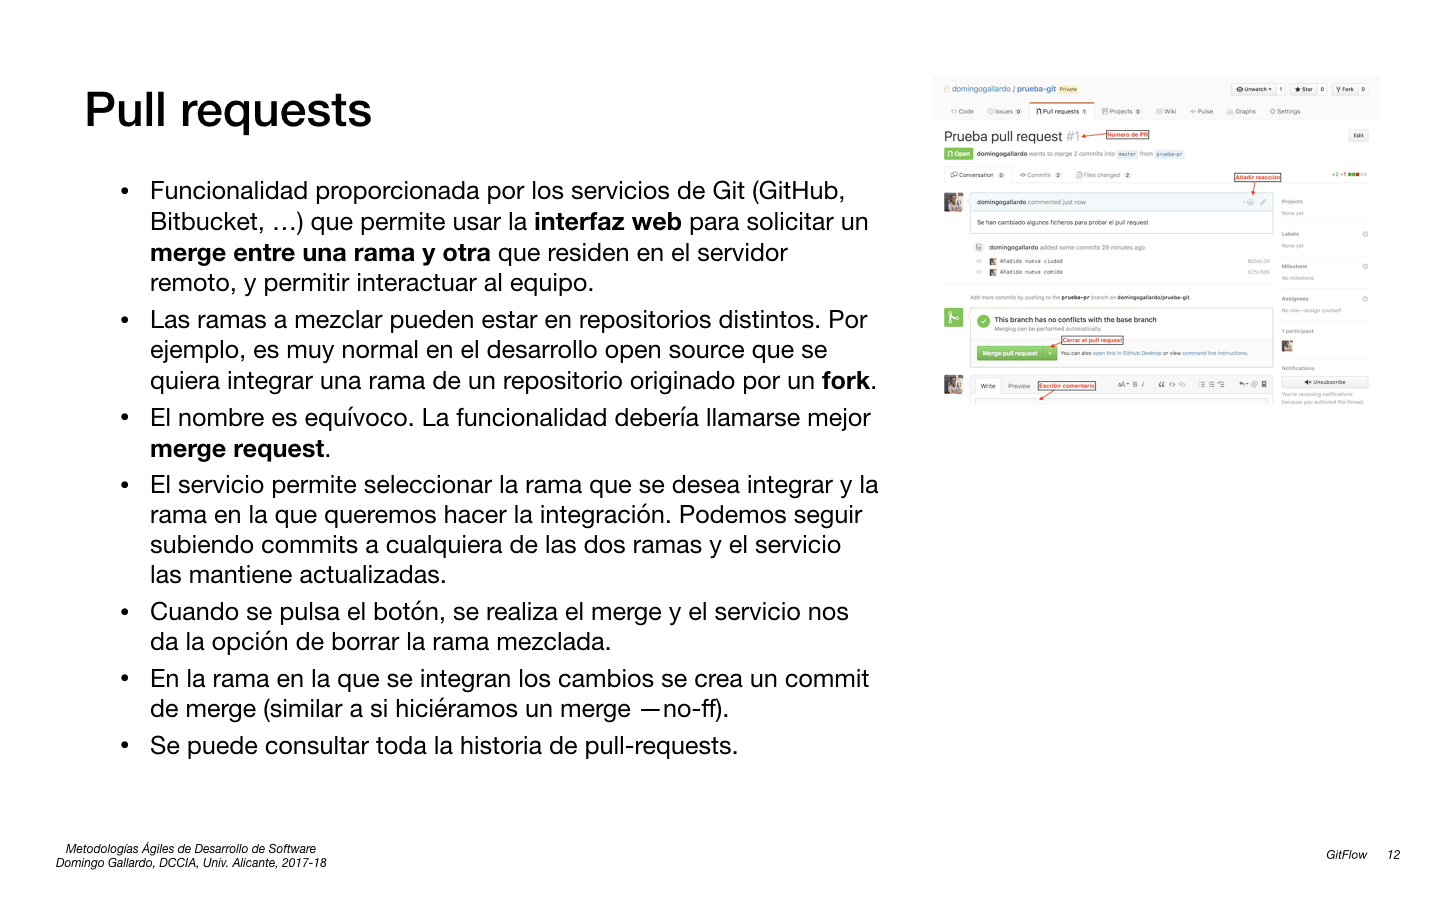 Pull requests
• Funcionalidad proporcionada por los servicios de Git (GitHub,
Bitbucket, …) que permite usar la interfaz web para solicitar un
merge entre una rama y otra que residen en el servidor
remoto, y permitir interactuar al equipo.
• Las ramas a mezclar pueden estar en repositorios distintos. Por
ejemplo, es muy normal en el desarrollo open source que se
quiera integrar una rama de un repositorio originado por un fork.
• El nombre es equívoco. La funcionalidad debería llamarse mejor
merge request.
• El servicio permite seleccionar la rama que se desea integrar y la
rama en la que queremos hacer la integración. Podemos seguir
subiendo commits a cualquiera de las dos ramas y el servicio
las mantiene actualizadas.
• Cuando se pulsa el botón, se realiza el merge y el servicio nos
da la opción de borrar la rama mezclada.
• En la rama en la que se integran los cambios se crea un commit
de merge (similar a si hiciéramos un merge —no-ff).
• Se puede consultar toda la historia de pull-requests.
domingogallardo / prueba-git Private
Unwatch 1 Star 0 Fork 0
Code Issues 0 Pull requests 1 Projects 0 Wiki Pulse Graphs Settings
Prueba pull request #1 Número de PR Edit
Open domingogallardo wants to merge 2 commits into master from prueba-pr
Conversation 0 Commits 2 Files changed 2 Añadir reacción +2 −1
domingogallardo commented just now
Se han cambiado algunos ficheros para probar el pull request
domingogallardo added some commits 29 minutes ago
Añadida nueva ciudad
Añadida nueva comida
Add more commits by pushing to the prueba-pr branch on domingogallardo/prueba-git.
This branch has no conflicts with the base branch
Merging can be performed automatically.
Cerrar el pull request
Merge pull request You can also open this in GitHub Desktop or view command line instructions.
Write Preview Escribir comentario AA B i
Projects
None yet
Labels
None yet
Milestone
No milestone
Assignees
No one—assign yourself
1 participant
Notifications
Unsubscribe
You're receiving notifications
because you authored the thread.
Metodologías Ágiles de Desarrollo de Software
Domingo Gallardo, DCCIA, Univ. Alicante, 2017-18
GitFlow 12